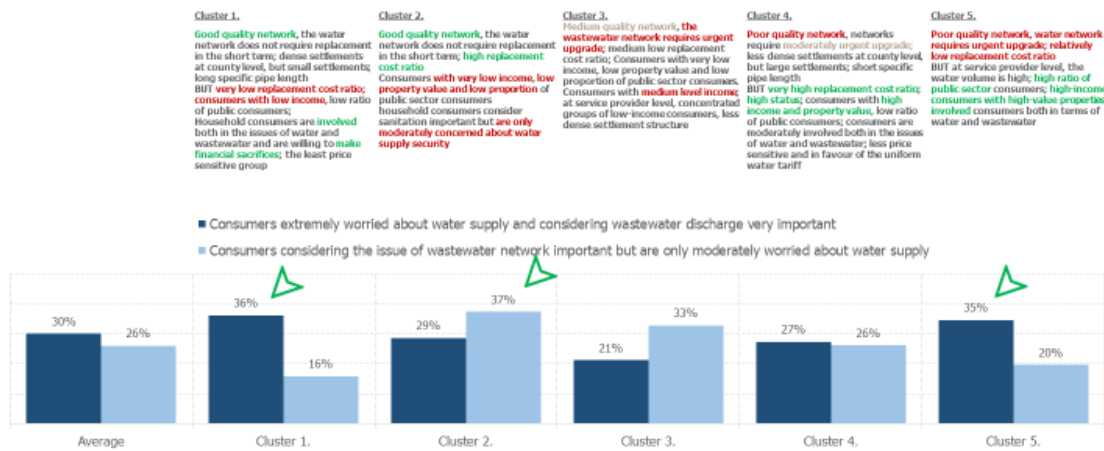 Cluster 1.
Good quality network, the water
network does not require replacement
in the short term; dense settlements
at county level, but small settlements;
long specific pipe length
BUT very low replacement cost ratio;
consumers with low income, low ratio
of public consumers;
Household consumers are involved
both in the issues of water and
wastewater and are willing to make
financial sacrifices; the least price
sensitive group
Cluster 2.
Good quality network, the water
network does not require replacement
in the short term; high replacement
cost ratio
Consumers with very low income, low
property value and low proportion of
public sector consumers
household consumers consider
sanitation important but are only
moderately concerned about water
supply security
Cluster 3.
Medium quality network, the
wastewater network requires urgent
upgrade; medium low replacement
cost ratio; Consumers with very low
income, low property value and low
proportion of public sector consumers.
Consumers with medium level income;
at service provider level, concentrated
groups of low-income consumers, less
dense settlement structure
Cluster 4.
Poor quality network, networks
require moderately urgent upgrade;
less dense settlements at county level,
but large settlements; short specific
pipe length
BUT very high replacement cost ratio;
high status; consumers with high
income and property value, low ratio
of public consumers; consumers are
moderately involved both in the issues
of water and wastewater; less price
sensitive and in favour of the uniform
water tariff
Cluster 5.
Poor quality network, water network
requires urgent upgrade; relatively
low replacement cost ratio
BUT at service provider level, the
water volume is high; high ratio of
public sector consumers; high-income
consumers with high-value properties
involved consumers both in terms of
water and wastewater
Consumers extremely worried about water supply and considering wastewater discharge very important
Consumers considering the issue of wastewater network important but are only moderately worried about water supply
30%
26%
36%
16%
29%
37%
21%
33%
27%
26%
35%
20%
Average
Cluster 1.
Cluster 2.
Cluster 3.
Cluster 4.
Cluster 5.